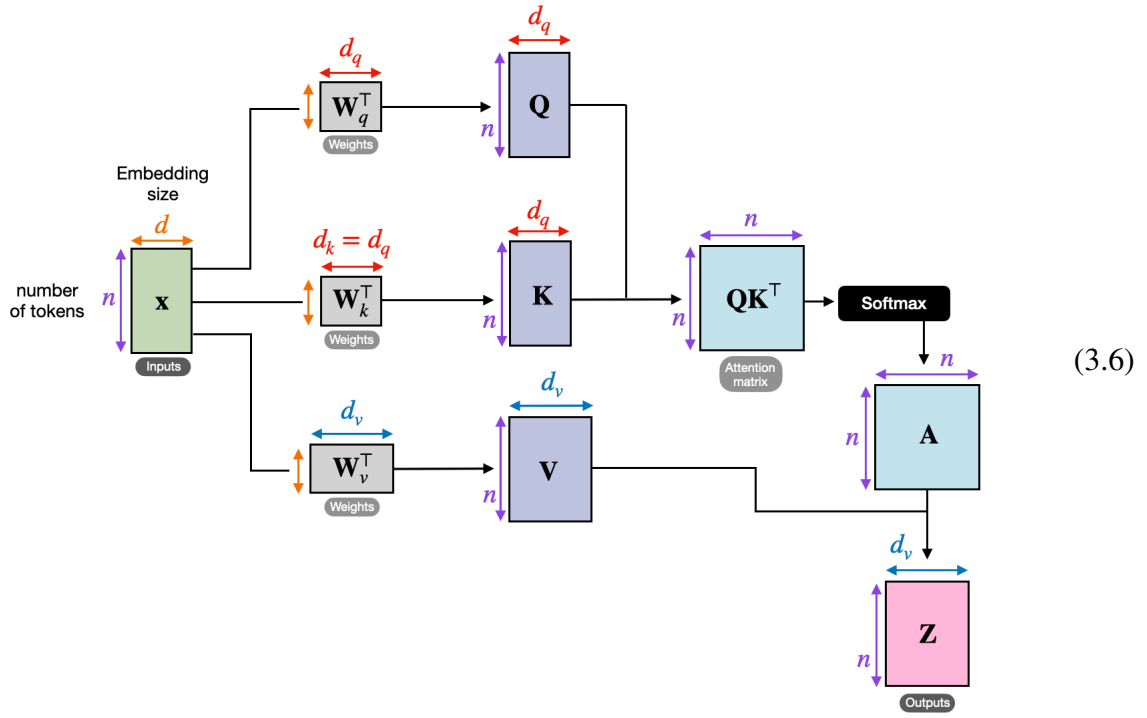 d_q
d_q
W_q^⊤
Weights
n
Q
Embedding
size
d
number
of tokens
n
x
Inputs
d_k = d_q
W_k^⊤
Weights
d_q
n
K
n
n
QK^⊤
Attention
matrix
Softmax
(3.6)
n
n
A
d_v
W_v^⊤
Weights
d_v
n
V
d_v
n
Z
Outputs